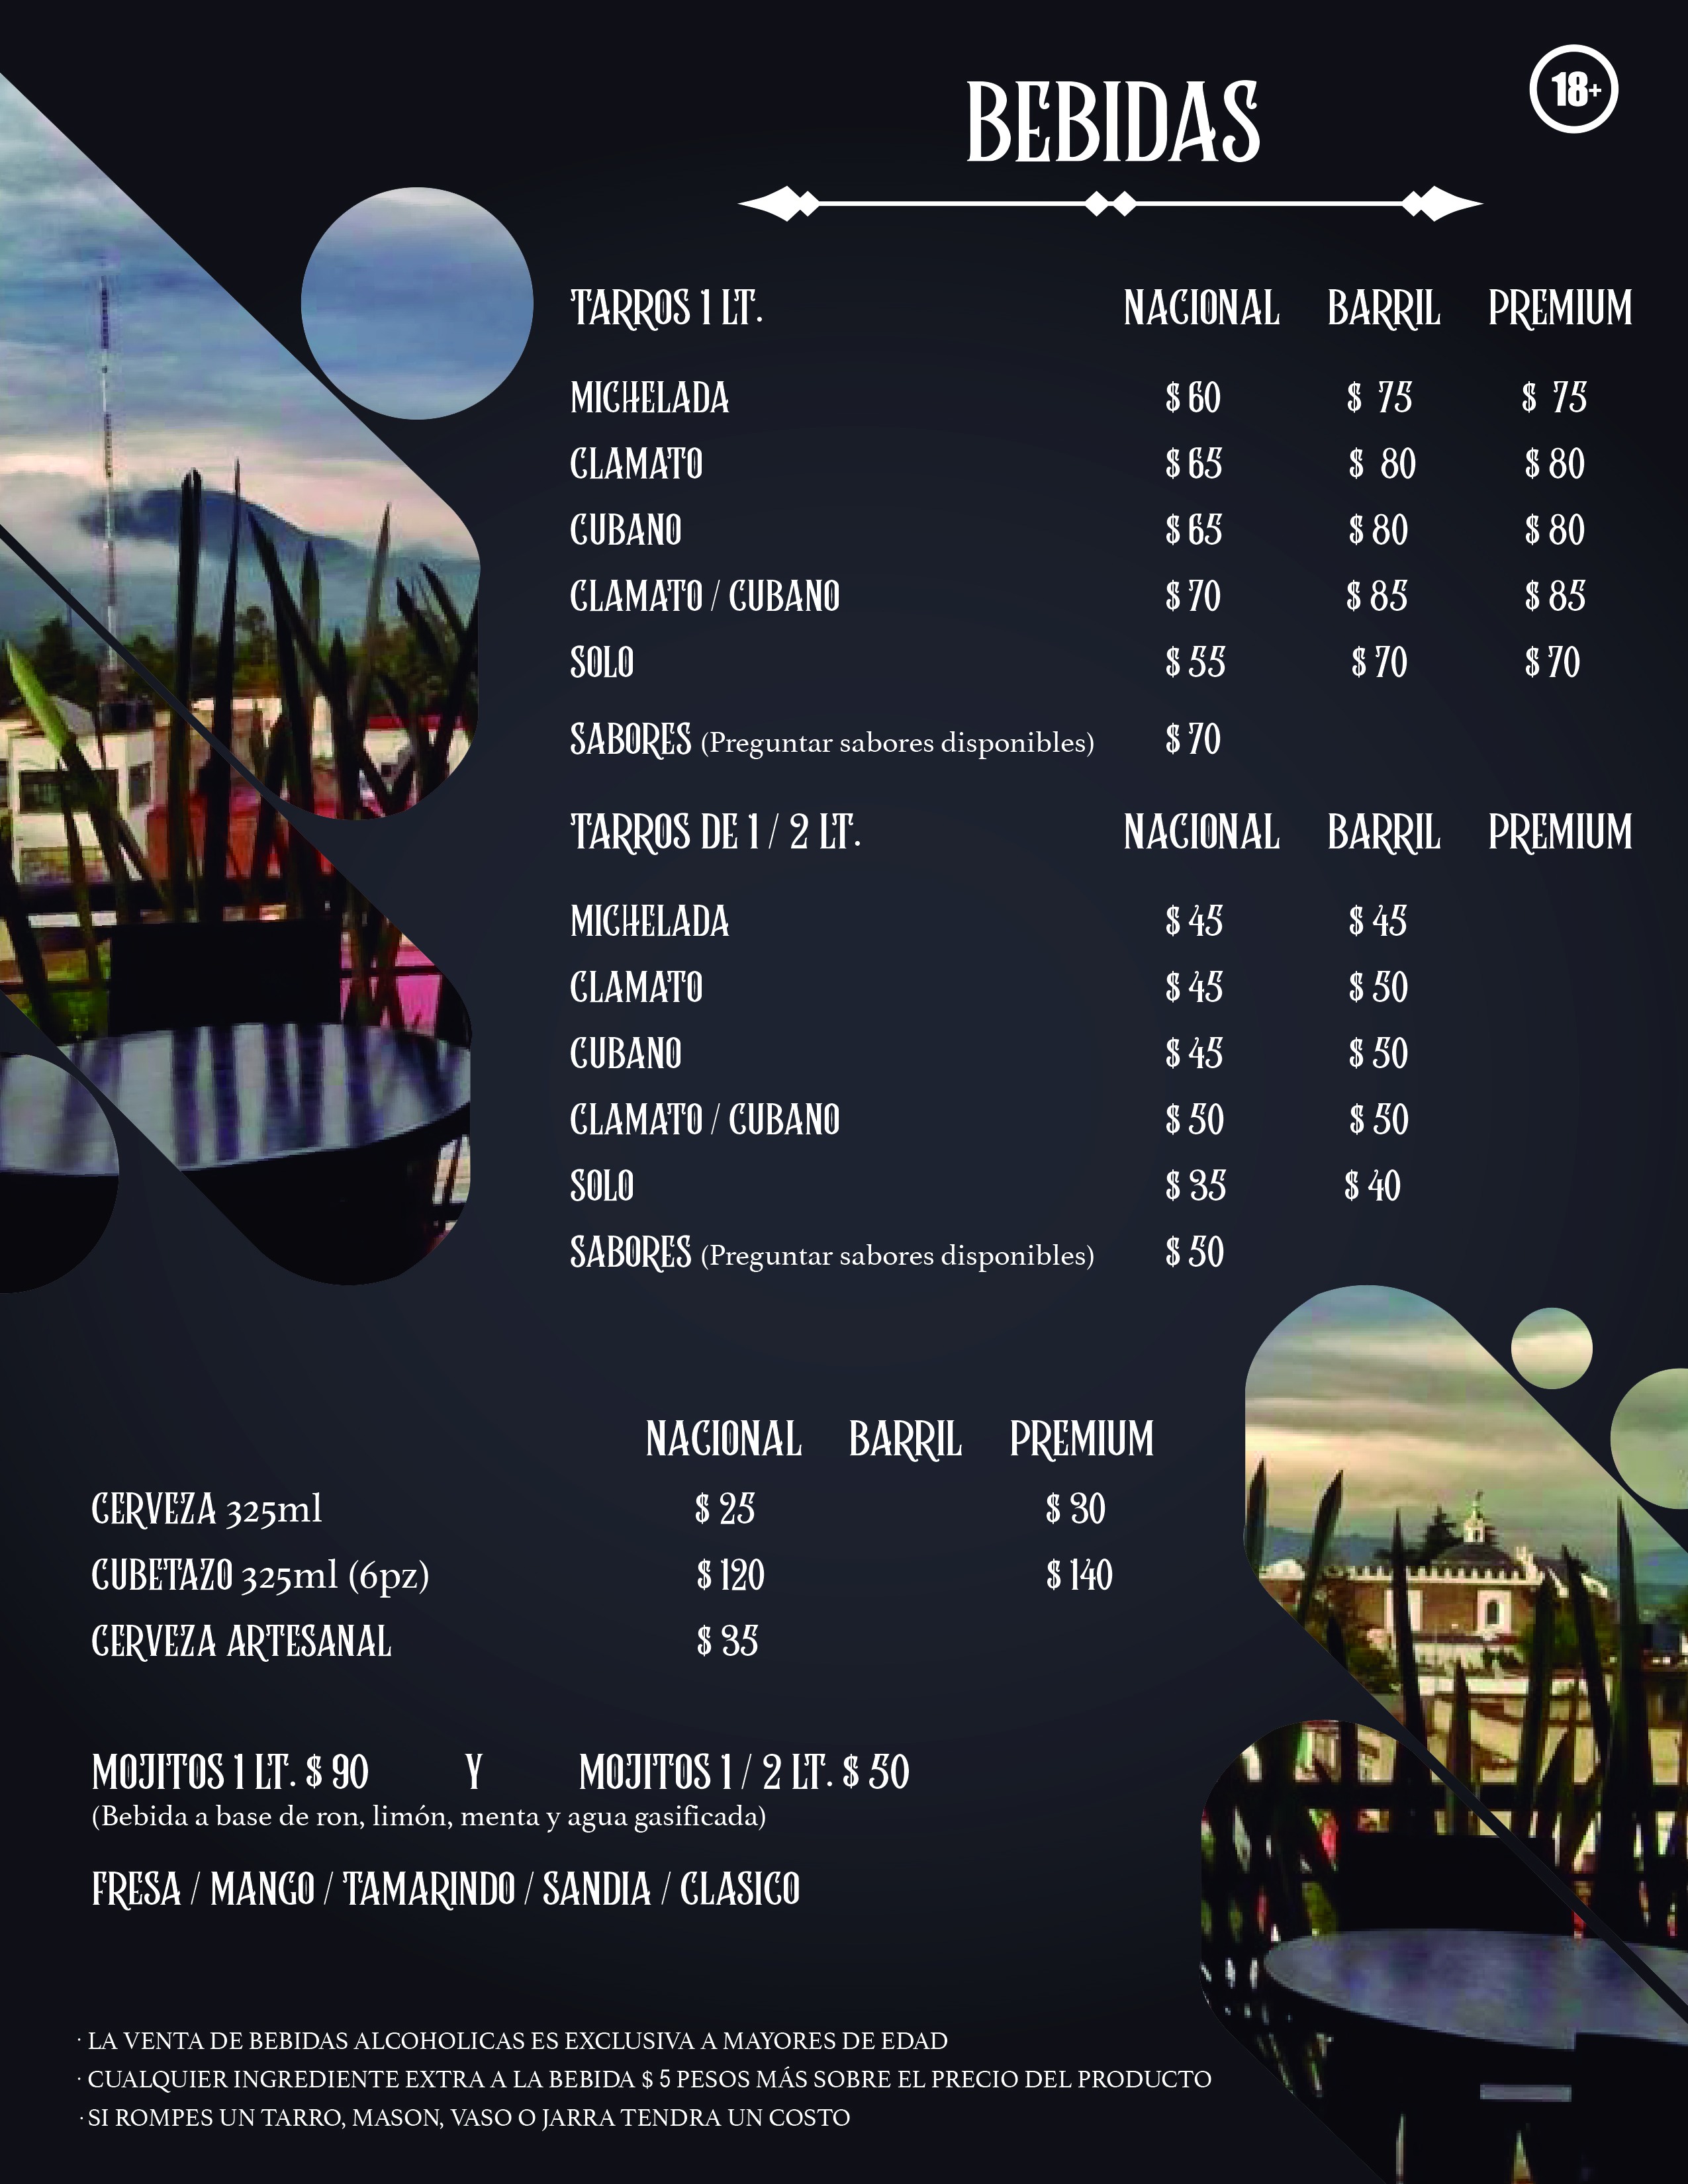 18+
BEBIDAS
TARROS 1 LT. NACIONAL BARRIL PREMIUM
MICHELADA $ 60 $ 75 $ 75
CLAMATO $ 65 $ 80 $ 80
CUBANO $ 65 $ 80 $ 80
CLAMATO / CUBANO $ 70 $ 85 $ 85
SOLO $ 55 $ 70 $ 70
SABORES (Preguntar sabores disponibles) $ 70
TARROS DE 1 / 2 LT. NACIONAL BARRIL PREMIUM
MICHELADA $ 45 $ 45
CLAMATO $ 45 $ 50
CUBANO $ 45 $ 50
CLAMATO / CUBANO $ 50 $ 50
SOLO $ 35 $ 40
SABORES (Preguntar sabores disponibles) $ 50
NACIONAL BARRIL PREMIUM
CERVEZA 325ml $ 25 $ 30
CUBETAZO 325ml (6pz) $ 120 $ 140
CERVEZA ARTESANAL $ 35
MOJITOS 1 LT. $ 90 Y MOJITOS 1 / 2 LT. $ 50
(Bebida a base de ron, limón, menta y agua gasificada)
FRESA / MANGO / TAMARINDO / SANDIA / CLASICO
· LA VENTA DE BEBIDAS ALCOHOLICAS ES EXCLUSIVA A MAYORES DE EDAD
· CUALQUIER INGREDIENTE EXTRA A LA BEBIDA $ 5 PESOS MÁS SOBRE EL PRECIO DEL PRODUCTO
· SI ROMPES UN TARRO, MASON, VASO O JARRA TENDRA UN COSTO